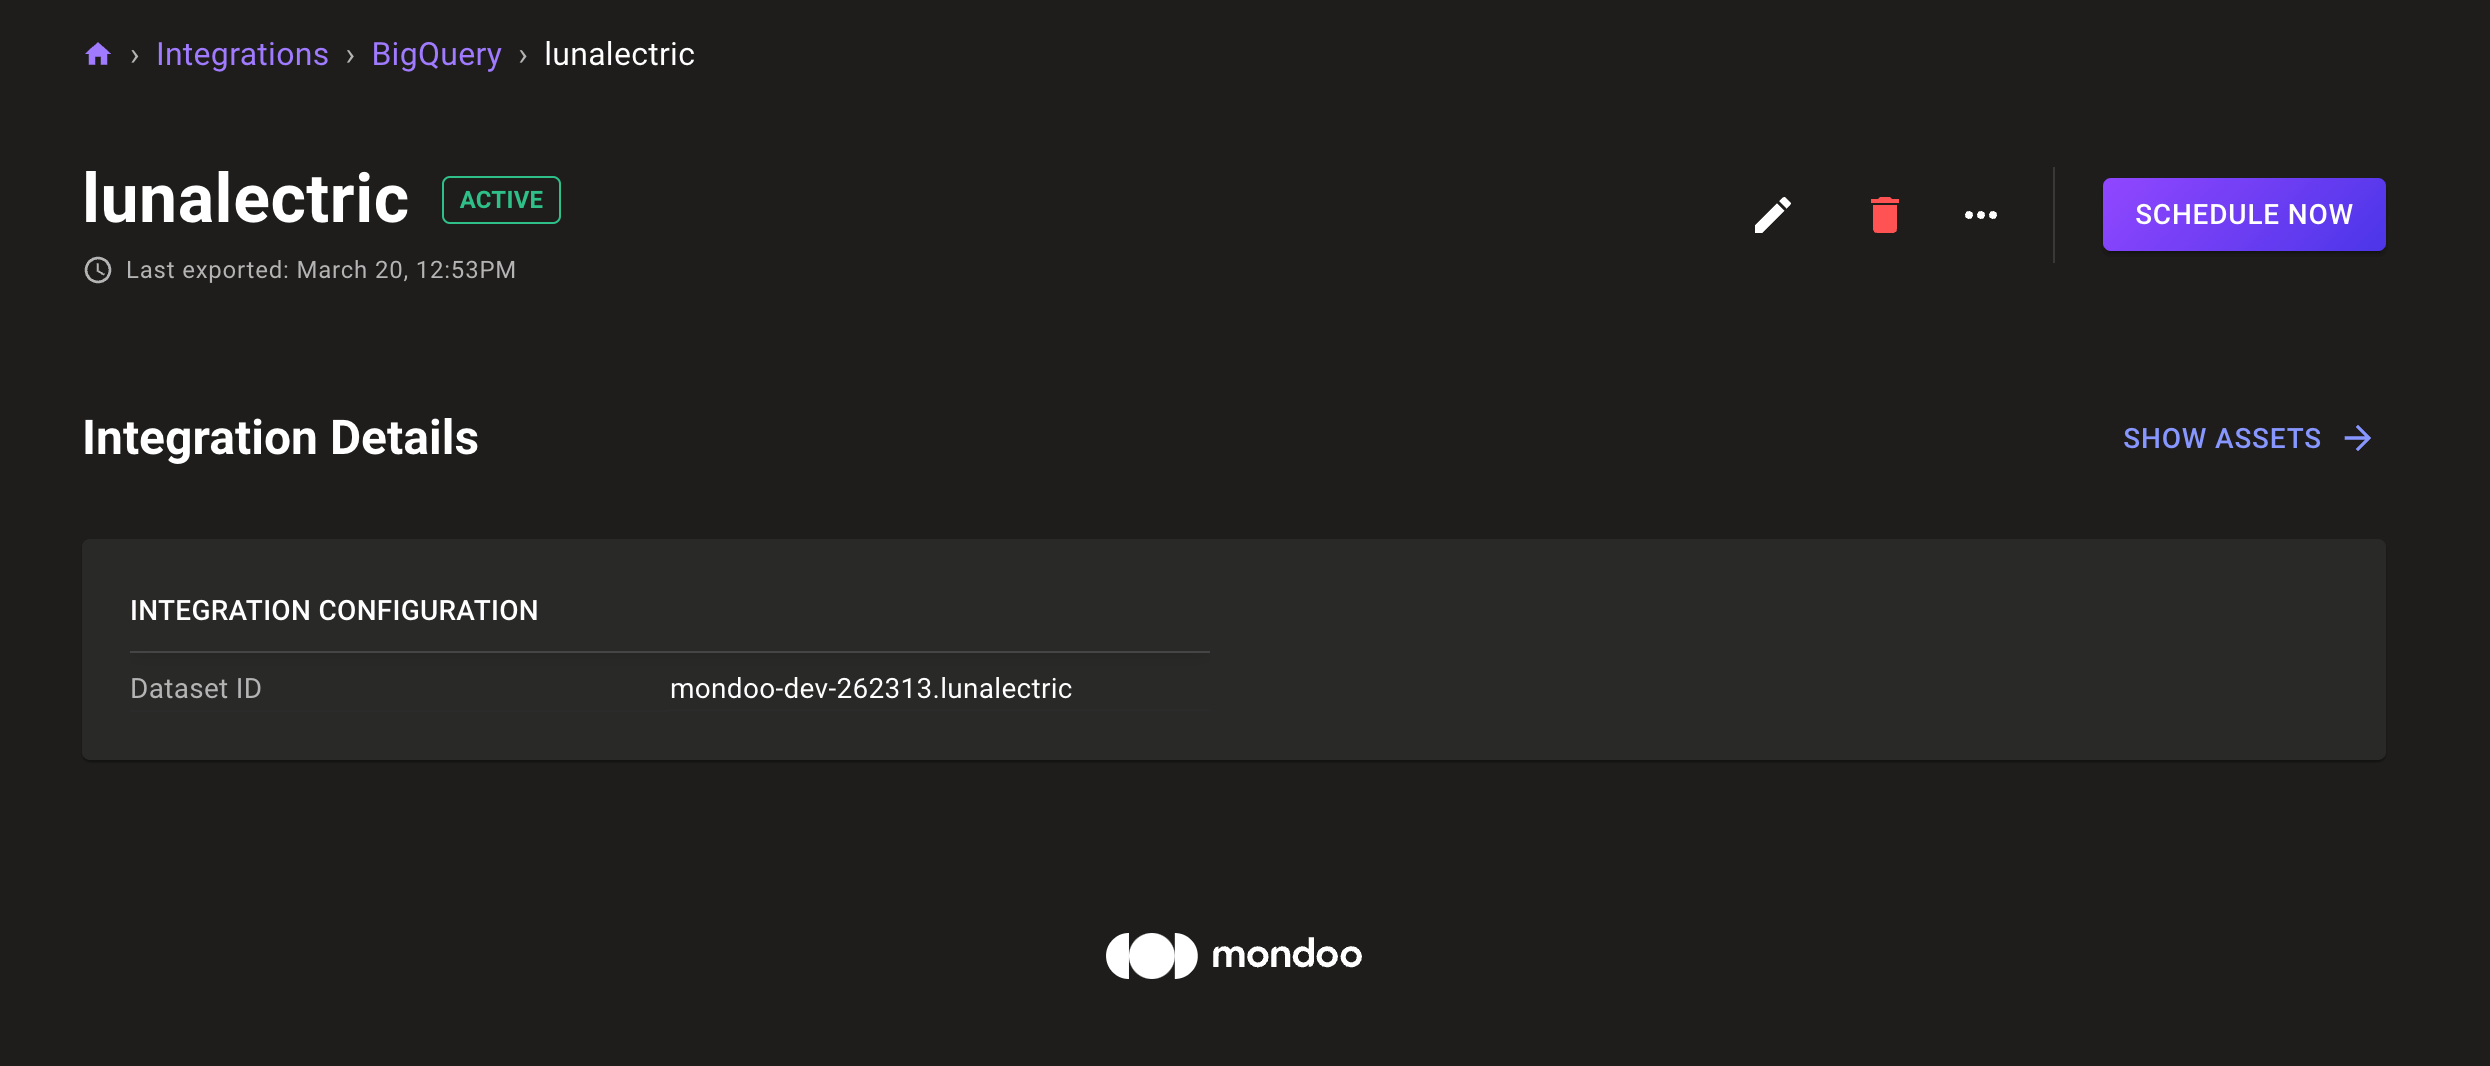 › Integrations › BigQuery › lunalectric
lunalectric ACTIVE
Last exported: March 20, 12:53PM
SCHEDULE NOW
Integration Details
SHOW ASSETS
INTEGRATION CONFIGURATION
Dataset ID mondoo-dev-262313.lunalectric
mondoo